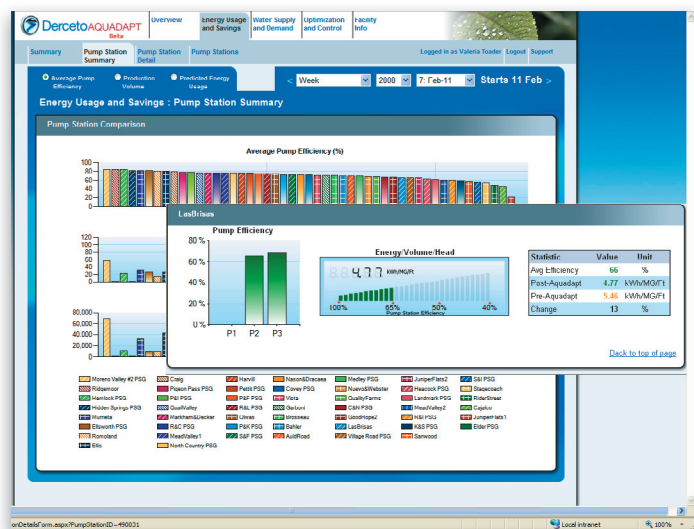 Derceto AQUADAPT
Beta
Overview
Energy Usage and Savings
Water Supply and Demand
Optimization and Control
Facility Info
Summary
Pump Station Summary
Pump Station Detail
Pump Stations
Logged in as Valeria Toader
Logout
Support
Average Pump Efficiency
Production Volume
Predicted Energy Usage
< Week 2008 7: Feb-11 Starts 11 Feb >
Energy Usage and Savings : Pump Station Summary
Pump Station Comparison
Average Pump Efficiency (%)
100
80
60
40
20
0
120
100
80
60
40
20
0
80.000
60.000
40.000
20.000
0
LasBrisas
Pump Efficiency
80 %
60 %
40 %
20 %
0 %
P1 P2 P3
Energy/Volume/Head
4.77 kWh/MG/Ft
100% 65% 50% 40%
Pump Station Efficiency
Statistic Value Unit
Avg Efficiency 66 %
Post-Aquadapt 4.77 kWh/MG/Ft
Pre-Aquadapt 5.46 kWh/MG/Ft
Change 13 %
Back to top of page
Moreno Valley #2 PSG Craig Harvill Nason&Dracaea Medley PSG JuniperFlats2 S&I PSG
Ridgemoor Pigeon Pass PSG Pettit PSG Covey PSG Nuevo&Webster Peacock PSG Stagecoach
Hemlock PSG P&I PSG P&F PSG Vista QuailyFarms Landmark PSG RiderStreet
Hidden Springs PSG QuailValley R&L PSG Garboni C&N PSG MeadValley2 Cajalco
Murrieta Markham&Decker Olivas Brosseau GoodHope2 H&I PSG JuniperFlats1
Ellsworth PSG R&C PSG P&K PSG Bahler LasBrisas K&S PSG Elder PSG
Romoland MeadValley1 S&F PSG AuldRoad Village Road PSG Sanwood
Ellis North Country PSG
onDetailsForm.aspx?PumpStationID=490031
Local intranet
100%